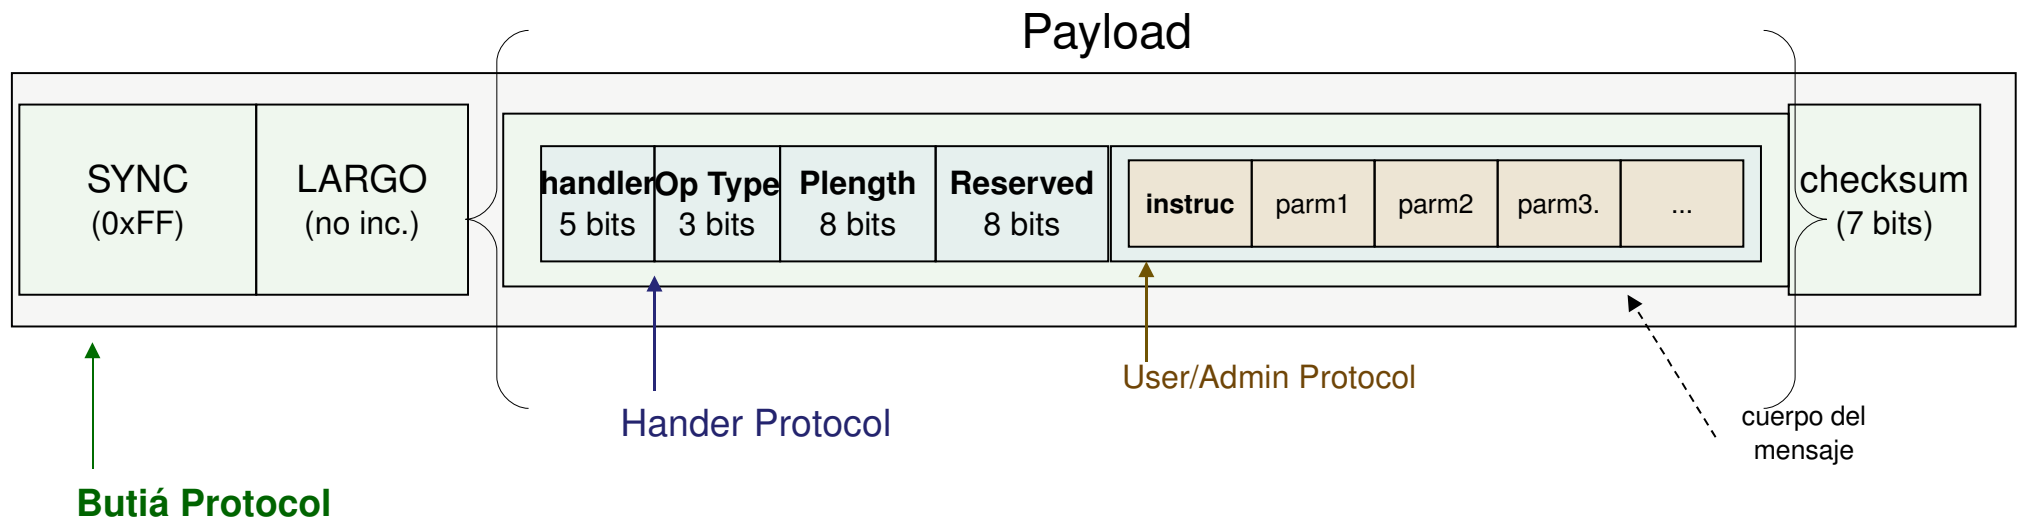 Payload
SYNC
(0xFF)
LARGO
(no inc.)
handler
5 bits
Op Type
3 bits
Plength
8 bits
Reserved
8 bits
instruc
parm1
parm2
parm3.
...
checksum
(7 bits)
User/Admin Protocol
Hander Protocol
cuerpo del
mensaje
Butiá Protocol